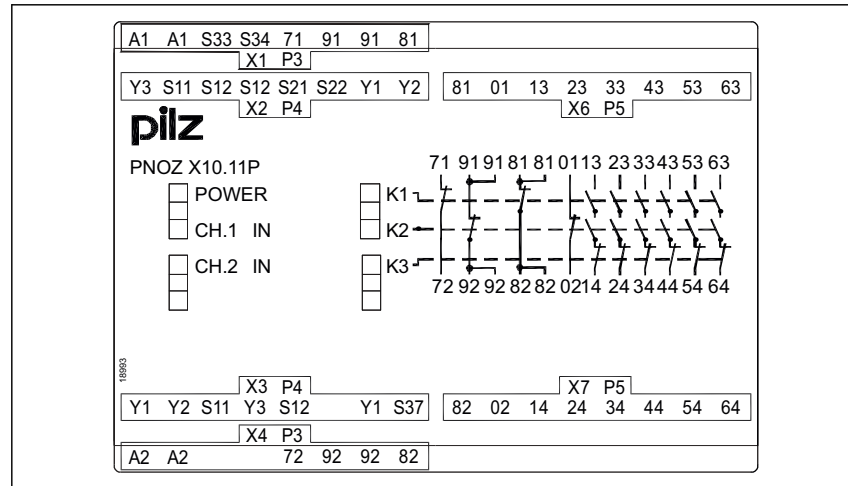 A1 A1 S33 S34 71 91 91 81
X1 P3
Y3 S11 S12 S12 S21 S22 Y1 Y2 81 01 13 23 33 43 53 63
X2 P4 X6 P5
pilz
PNOZ X10.11P
71 91 91 81 81 01 13 23 33 43 53 63
POWER K1
CH.1 IN K2
CH.2 IN K3
72 92 92 82 82 02 14 24 34 44 54 64
18993
X3 P4 X7 P5
Y1 Y2 S11 Y3 S12 Y1 S37 82 02 14 24 34 44 54 64
X4 P3
A2 A2 72 92 92 82